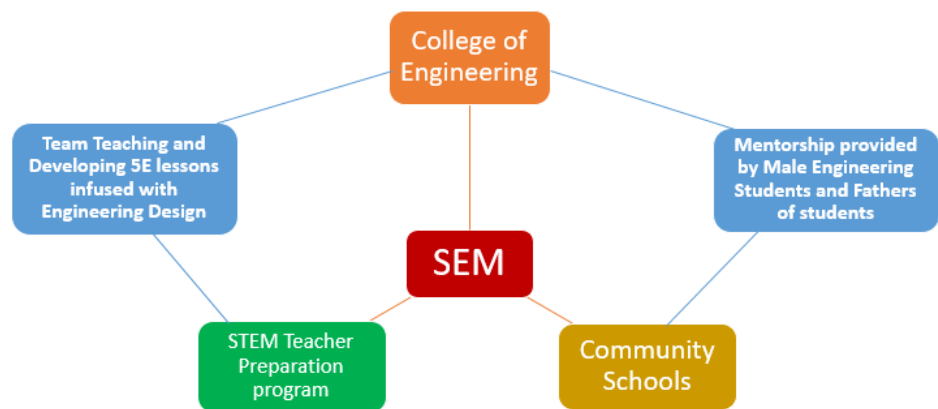 College of
Engineering
Team Teaching and
Developing 5E lessons
infused with
Engineering Design
Mentorship provided
by Male Engineering
Students and Fathers
of students
SEM
STEM Teacher
Preparation
program
Community
Schools